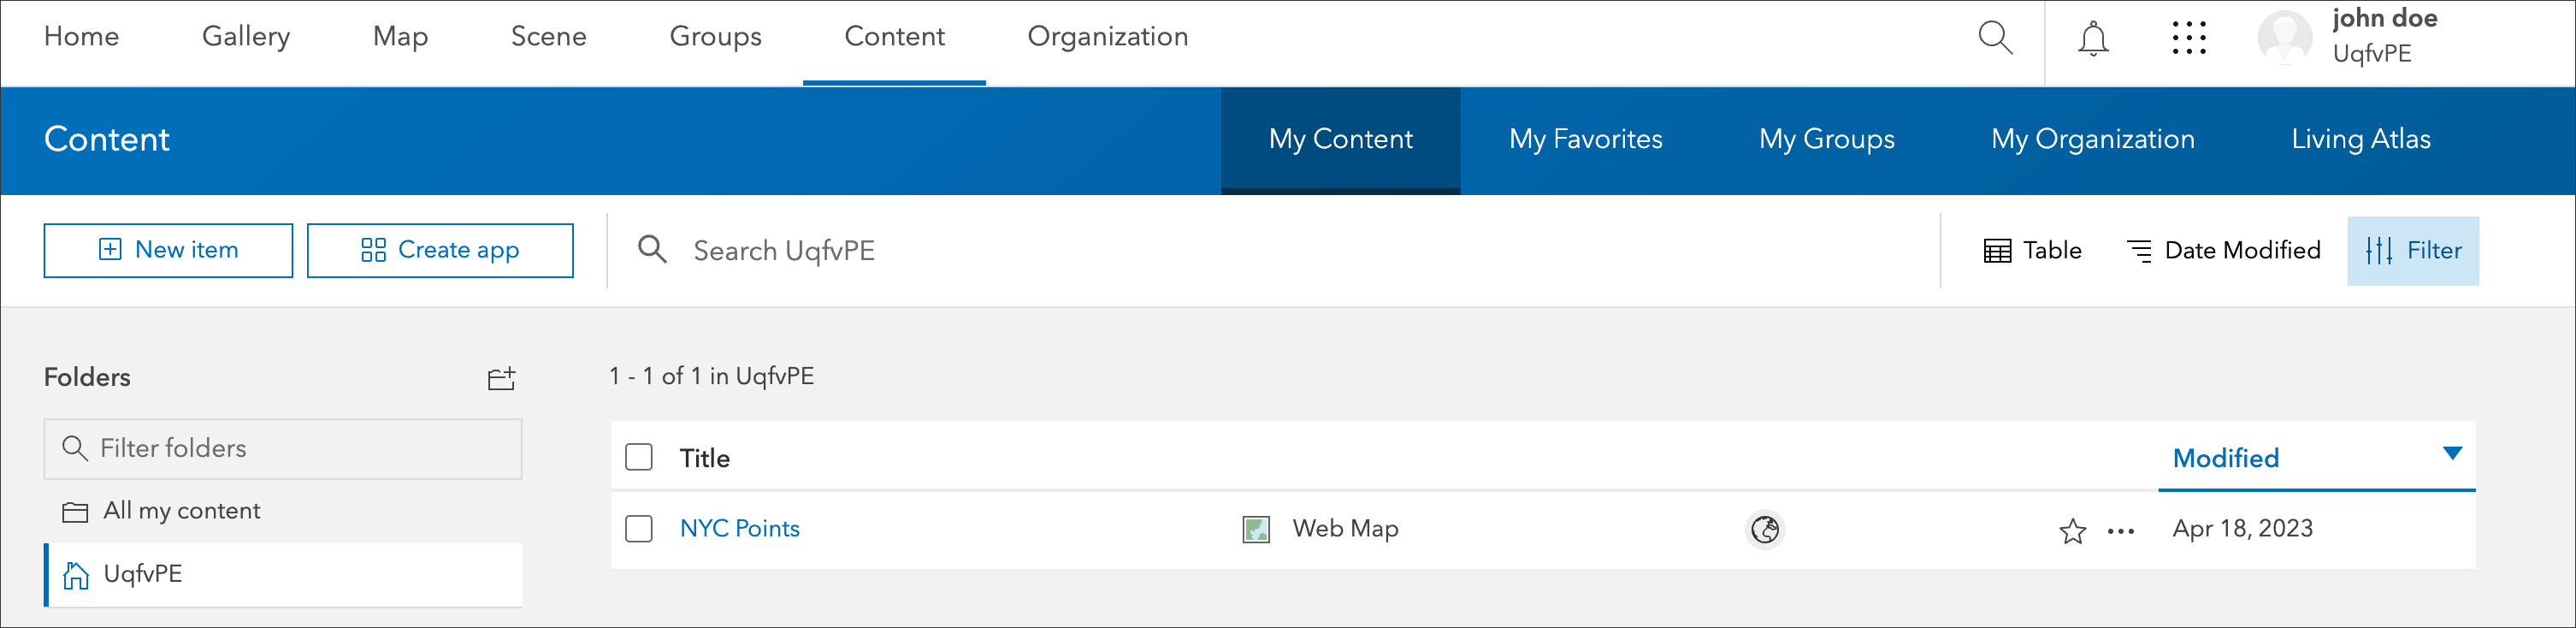 Home Gallery Map Scene Groups Content Organization
john doe
UqfvPE
Content My Content My Favorites My Groups My Organization Living Atlas
New item Create app Search UqfvPE Table Date Modified Filter
Folders
1 - 1 of 1 in UqfvPE
Filter folders
Title Modified
All my content
NYC Points Web Map Apr 18, 2023
UqfvPE